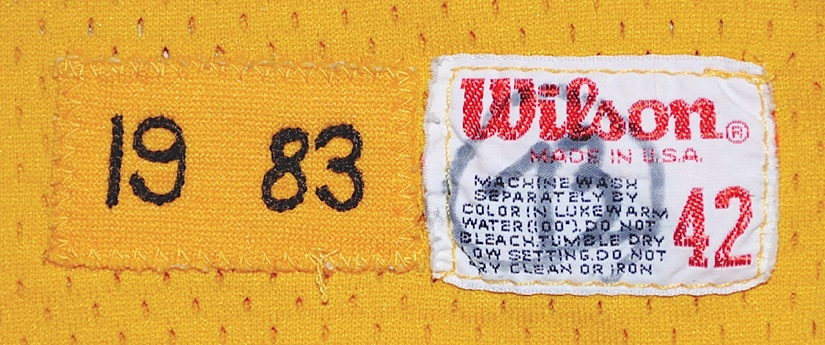 19 83
Wilson®
MADE IN U.S.A.
MACHINE WASH
SEPARATELY BY
COLOR IN LUKEWARM
WATER(100°). DO NOT
BLEACH. TUMBLE DRY
LOW SETTING. DO NOT
DRY CLEAN OR IRON
42